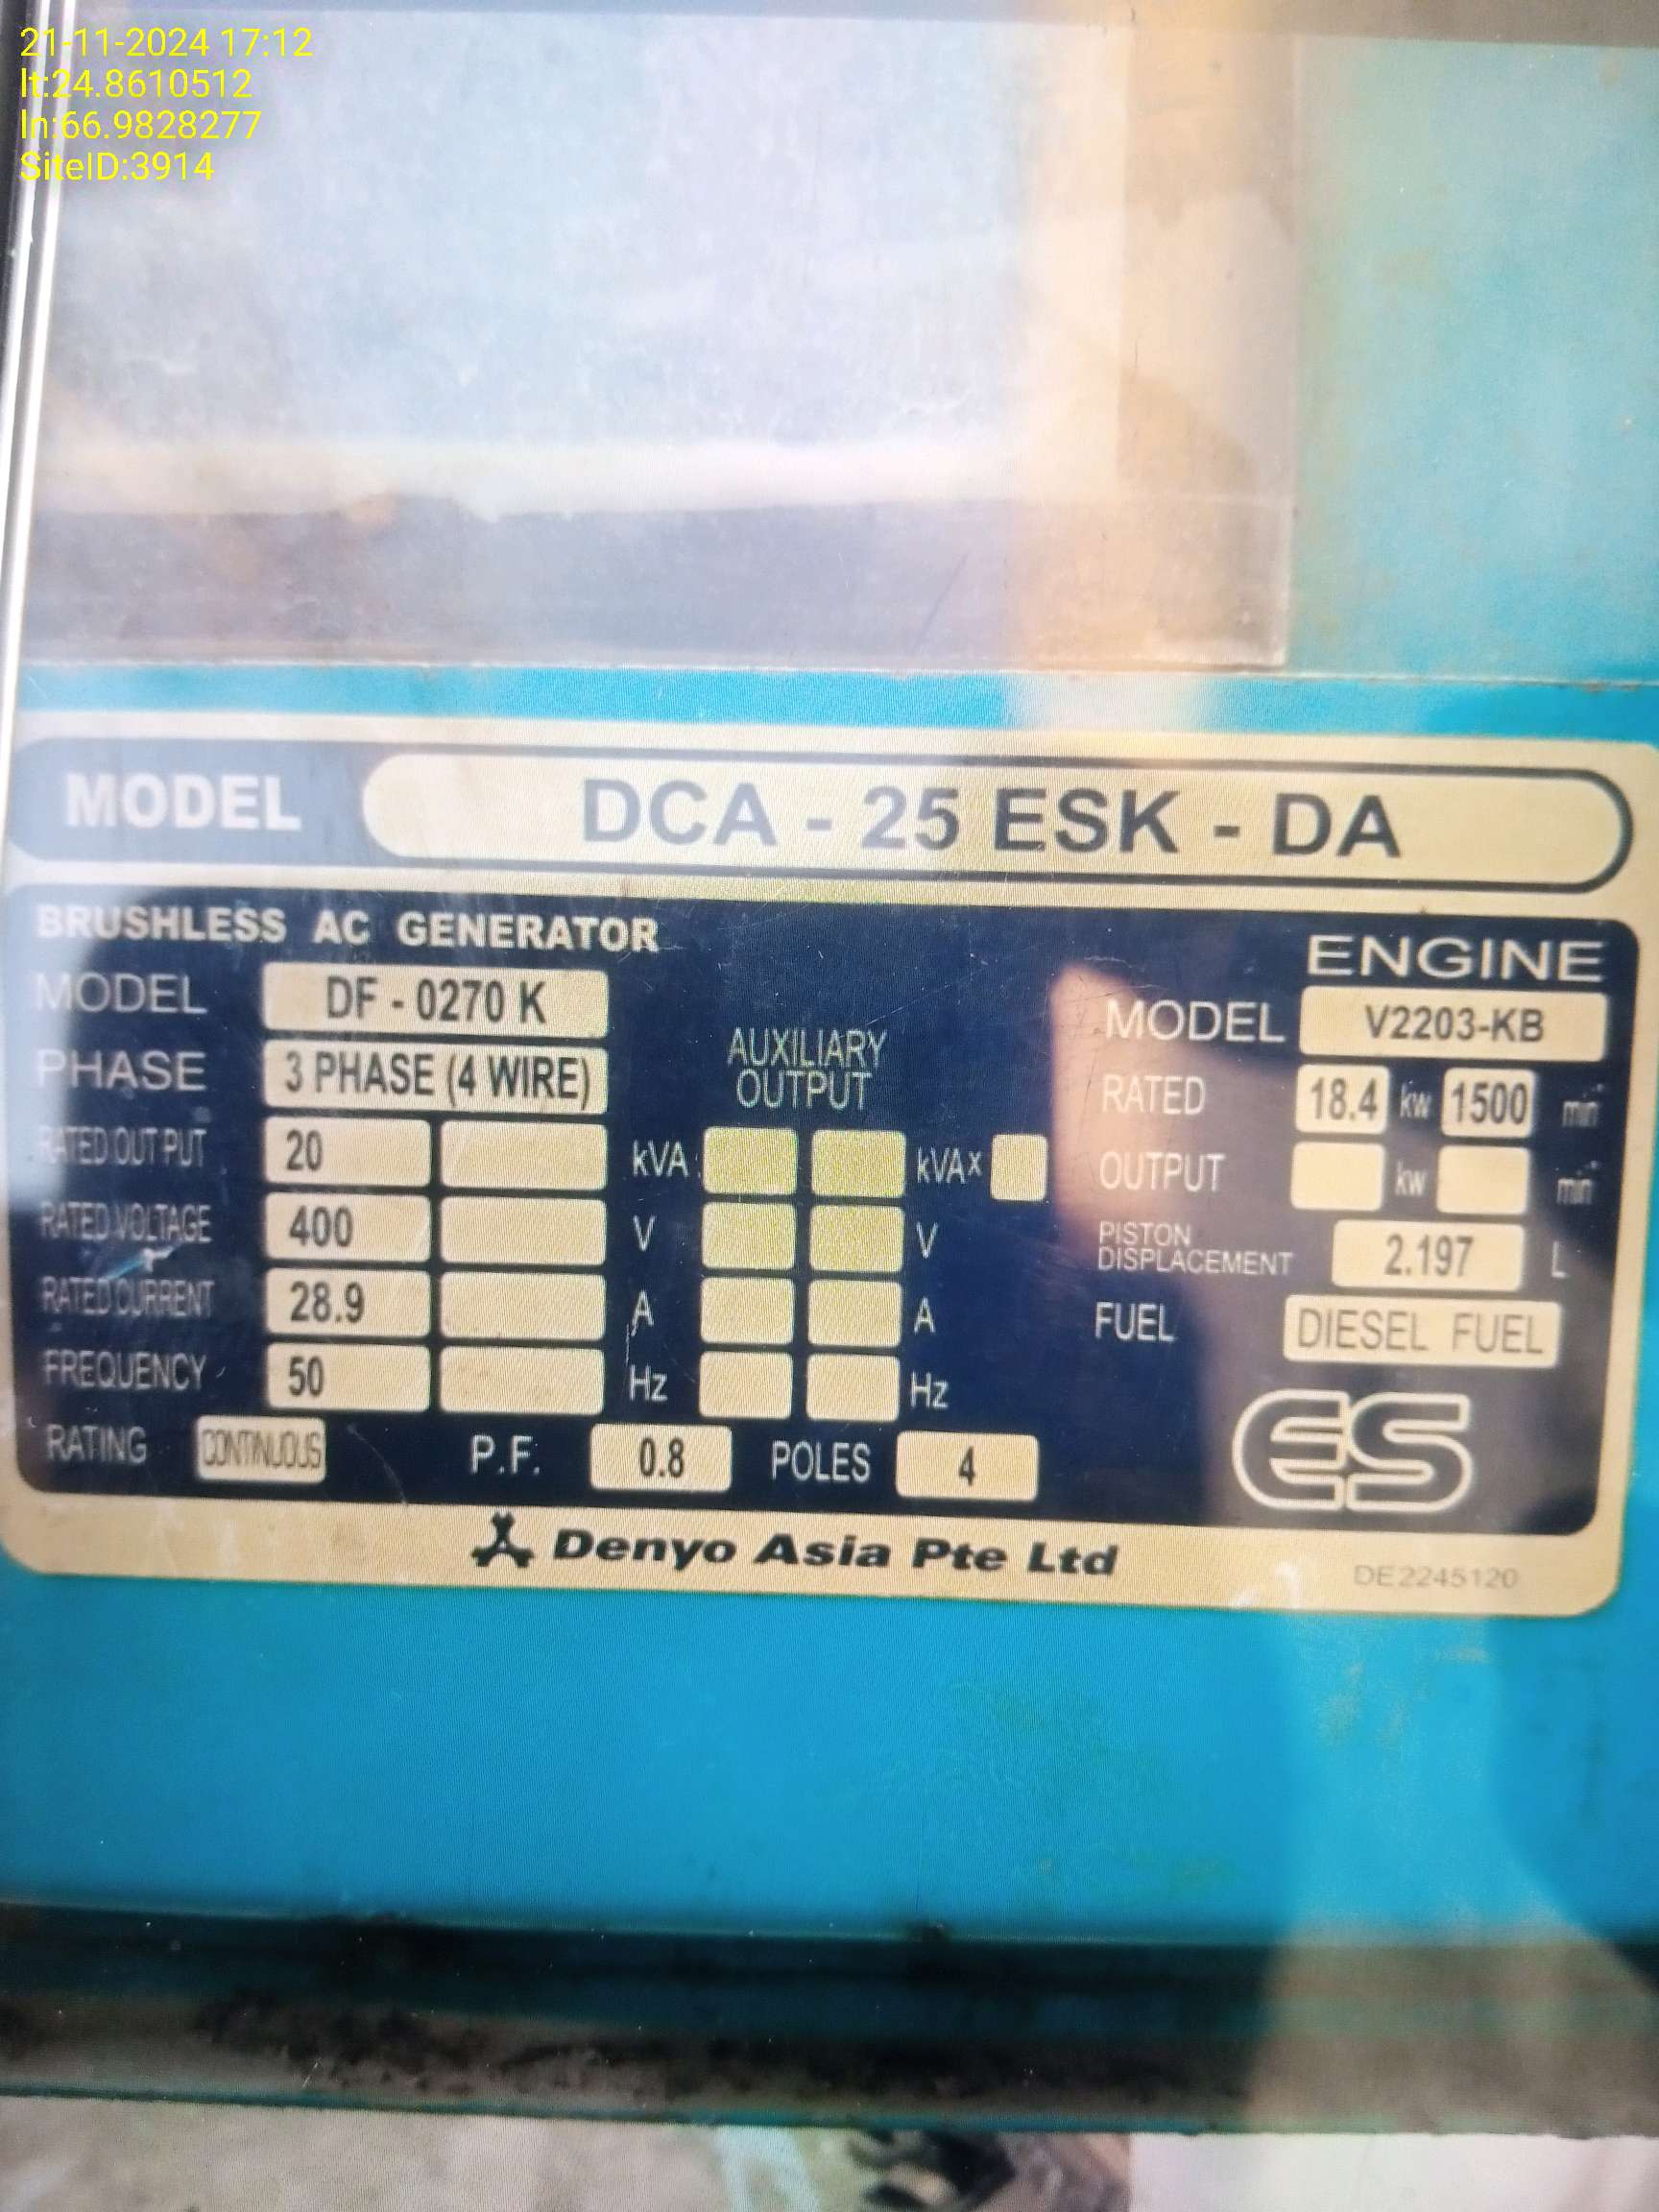 21-11-2024 17:12
lt:24.8610512
ln:66.9828277
SiteID:3914
MODEL DCA - 25 ESK - DA
BRUSHLESS AC GENERATOR
MODEL DF - 0270 K
PHASE 3 PHASE (4 WIRE)
RATED OUT PUT 20 kVA
RATED VOLTAGE 400 V
RATED CURRENT 28.9 A
FREQUENCY 50 Hz
RATING CONTINUOUS P.F. 0.8 POLES 4
AUXILIARY
OUTPUT
kVA x
V
A
Hz
ENGINE
MODEL V2203-KB
RATED 18.4 kw 1500 min
OUTPUT kw min
PISTON
DISPLACEMENT 2.197 L
FUEL DIESEL FUEL
ES
Denyo Asia Pte Ltd
DE2245120